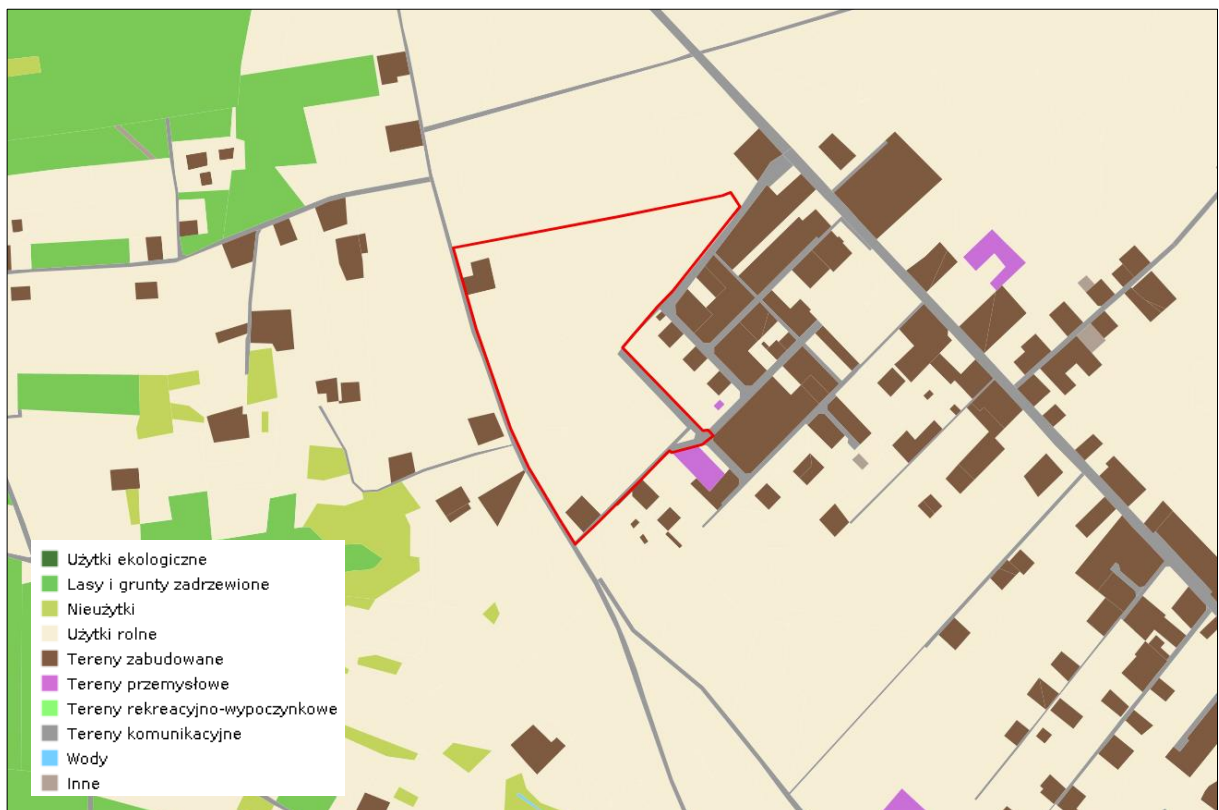 Użytki ekologiczne
Lasy i grunty zadrzewione
Nieużytki
Użytki rolne
Tereny zabudowane
Tereny przemysłowe
Tereny rekreacyjno-wypoczynkowe
Tereny komunikacyjne
Wody
Inne